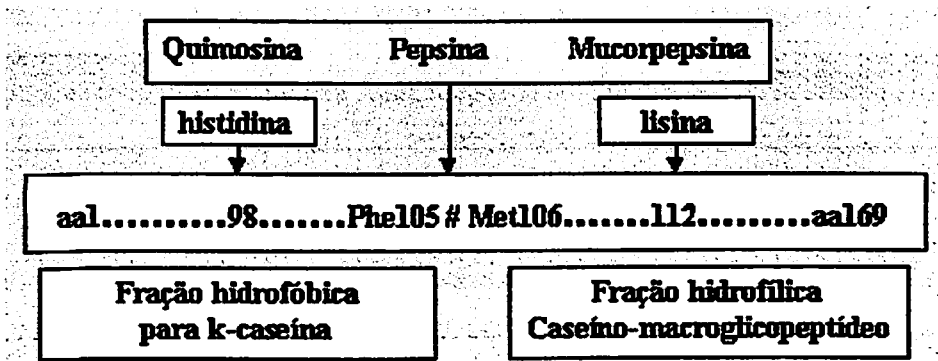 Quimosina Pepsina Mucorpepsina
histidina lisina
aa1..........98.......Phe105 # Met106.......112.........aa169
Fração hidrofóbica
para k-caseína
Fração hidrofílica
Caseíno-macroglicopeptídeo